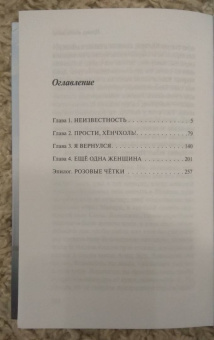 Оглавление
Глава 1. НЕИЗВЕСТНОСТЬ 5
Глава 2. ПРОСТИ, ХЁНЧХОЛЬ! 79
Глава 3. Я ВЕРНУЛСЯ 140
Глава 4. ЕЩЁ ОДНА ЖЕНЩИНА 201
Эпилог. РОЗОВЫЕ ЧЁТКИ 257